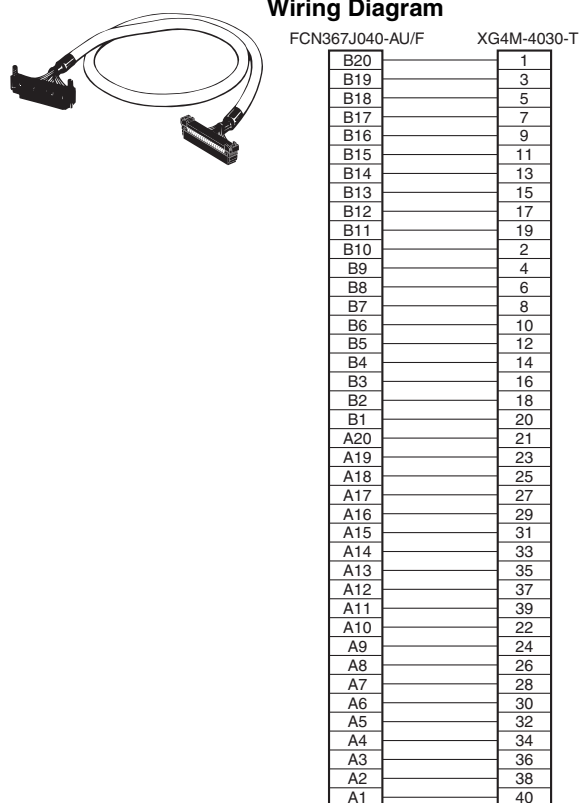 Wiring Diagram
FCN367J040-AU/F XG4M-4030-T
B20 1
B19 3
B18 5
B17 7
B16 9
B15 11
B14 13
B13 15
B12 17
B11 19
B10 2
B9 4
B8 6
B7 8
B6 10
B5 12
B4 14
B3 16
B2 18
B1 20
A20 21
A19 23
A18 25
A17 27
A16 29
A15 31
A14 33
A13 35
A12 37
A11 39
A10 22
A9 24
A8 26
A7 28
A6 30
A5 32
A4 34
A3 36
A2 38
A1 40